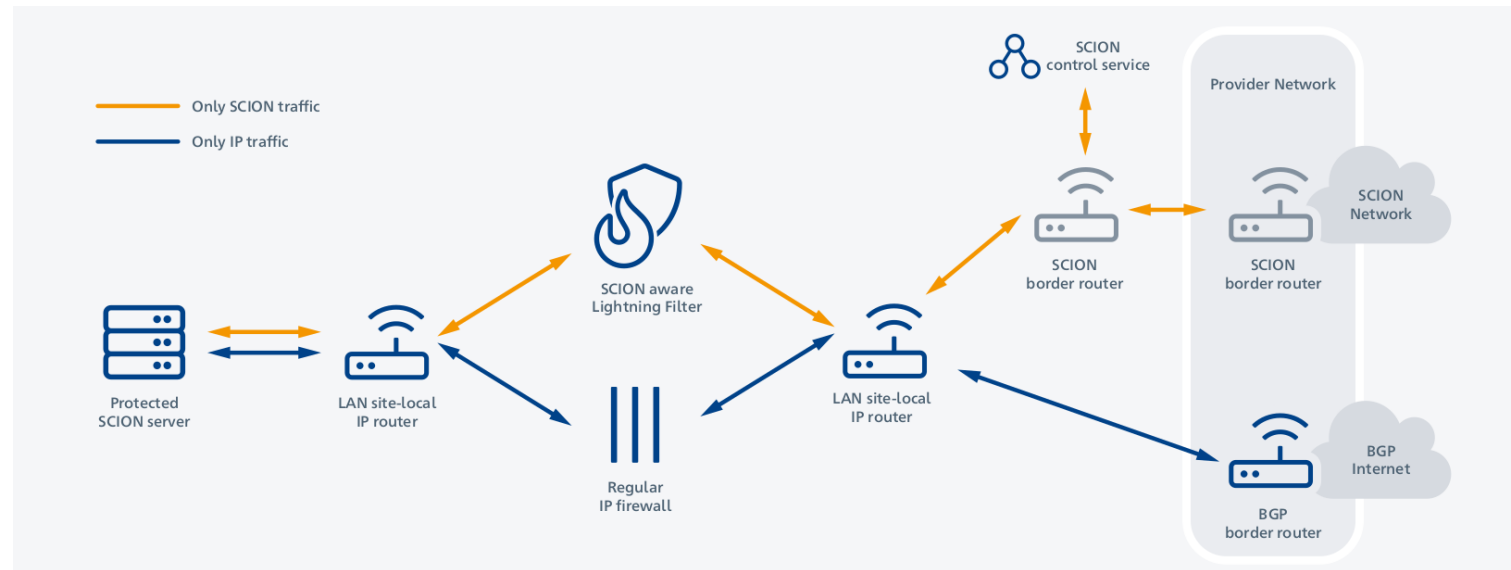 SCION
control service
Provider Network
Only SCION traffic
Only IP traffic
SCION
Network
SCION
border router
SCION
border router
SCION aware
Lightning Filter
Protected
SCION server
LAN site-local
IP router
LAN site-local
IP router
Regular
IP firewall
BGP
Internet
BGP
border router